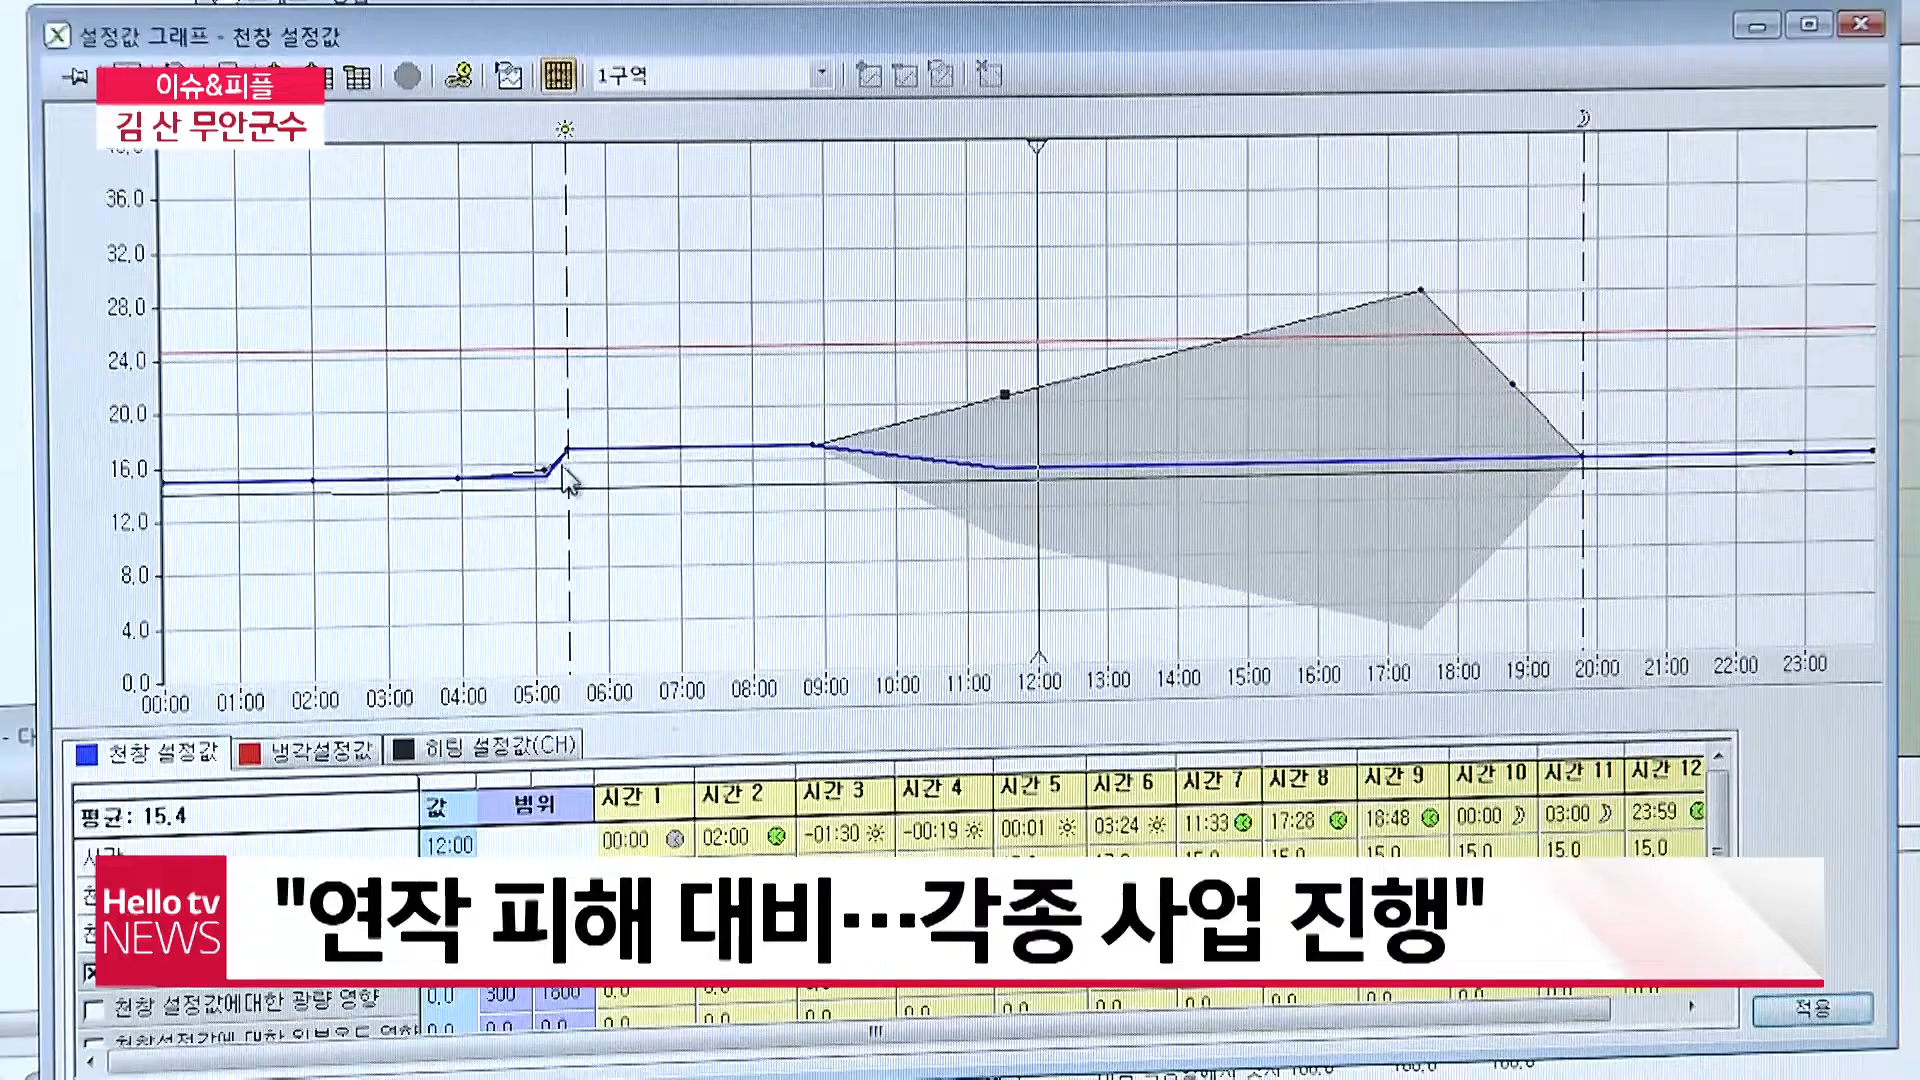 설정값 그래프 - 천창 설정값
이슈&피플
김 산 무안군수
1구역
36.0
32.0
28.0
24.0
20.0
16.0
12.0
8.0
4.0
0.0
00:00 01:00 02:00 03:00 04:00 05:00 06:00 07:00 08:00 09:00 10:00 11:00 12:00 13:00 14:00 15:00 16:00 17:00 18:00 19:00 20:00 21:00 22:00 23:00
천창 설정값 냉각설정값 히팅 설정값(CH)
평균: 15.4 값 범위 시간 1 시간 2 시간 3 시간 4 시간 5 시간 6 시간 7 시간 8 시간 9 시간 10 시간 11 시간 12
12:00 00:00 02:00 -01:30 -00:19 00:01 03:24 11:33 17:28 18:48 00:00 03:00 23:59
15.0 15.0 15.0
Hello tv
NEWS
"연작 피해 대비…각종 사업 진행"
천창 설정값에대한 광량 영향 0.0 300 1600
적용